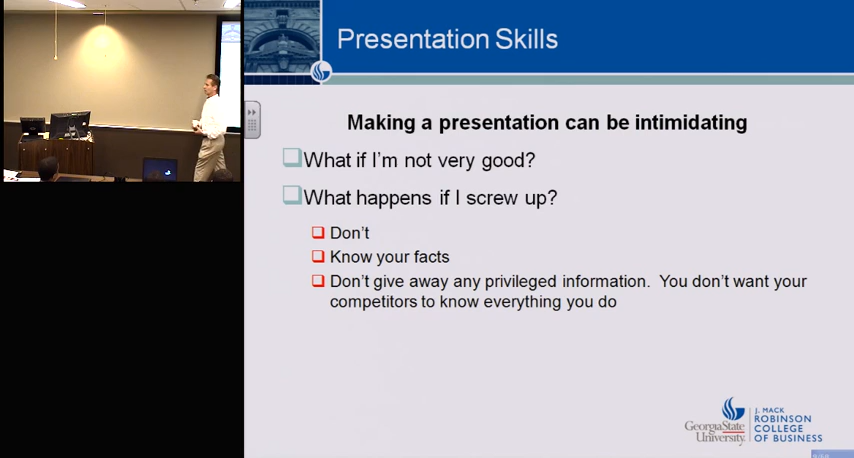 Presentation Skills
Making a presentation can be intimidating
What if I'm not very good?
What happens if I screw up?
Don't
Know your facts
Don't give away any privileged information. You don't want your
competitors to know everything you do
GeorgiaState
University
J. MACK
ROBINSON
COLLEGE
OF BUSINESS